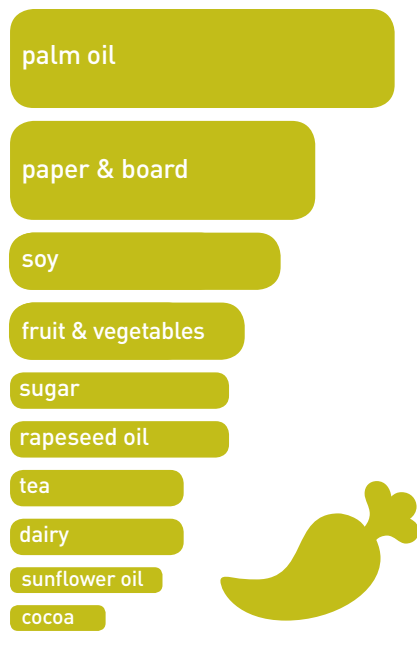 palm oil
paper & board
soy
fruit & vegetables
sugar
rapeseed oil
tea
dairy
sunflower oil
cocoa